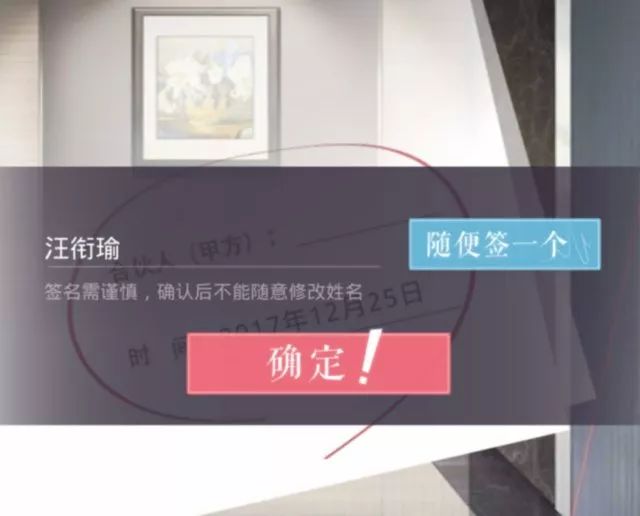 合伙人（甲方）：
汪衔瑜
随便签一个
签名需谨慎，确认后不能随意修改姓名
时 间 2017年12月25日
确定！